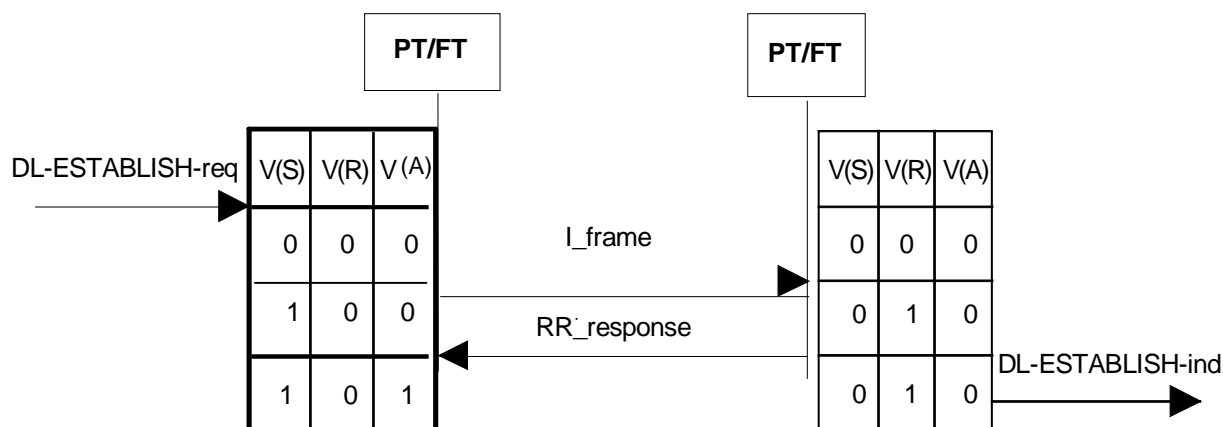 PT/FT PT/FT
DL-ESTABLISH-req V(S) V(R) V(A) V(S) V(R) V(A)
0 0 0 I_frame 0 0 0
1 0 0 0 1 0
RR_response
1 0 1 0 1 0 DL-ESTABLISH-ind